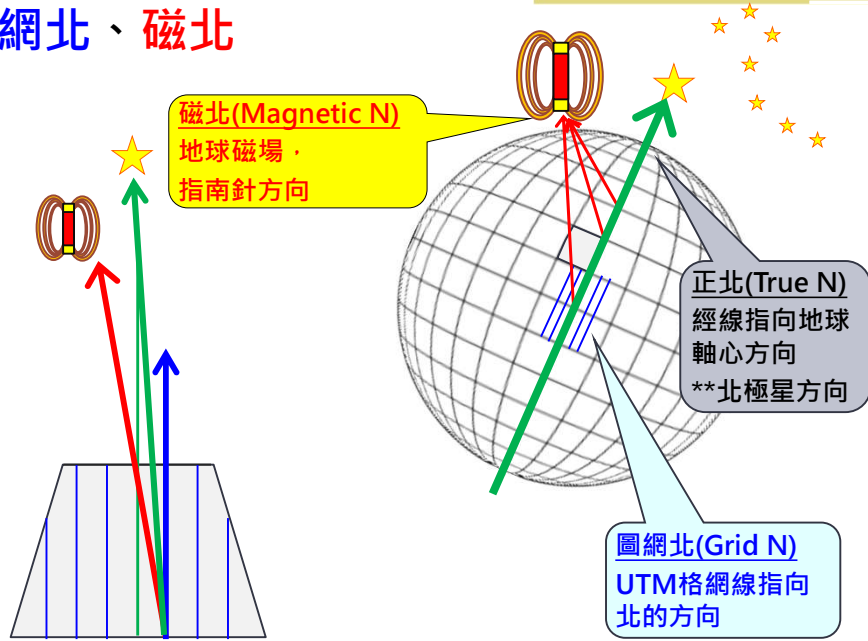 網北、磁北
磁北(Magnetic N)
地球磁場，
指南針方向
正北(True N)
經線指向地球
軸心方向
**北極星方向
圖網北(Grid N)
UTM格網線指向
北的方向